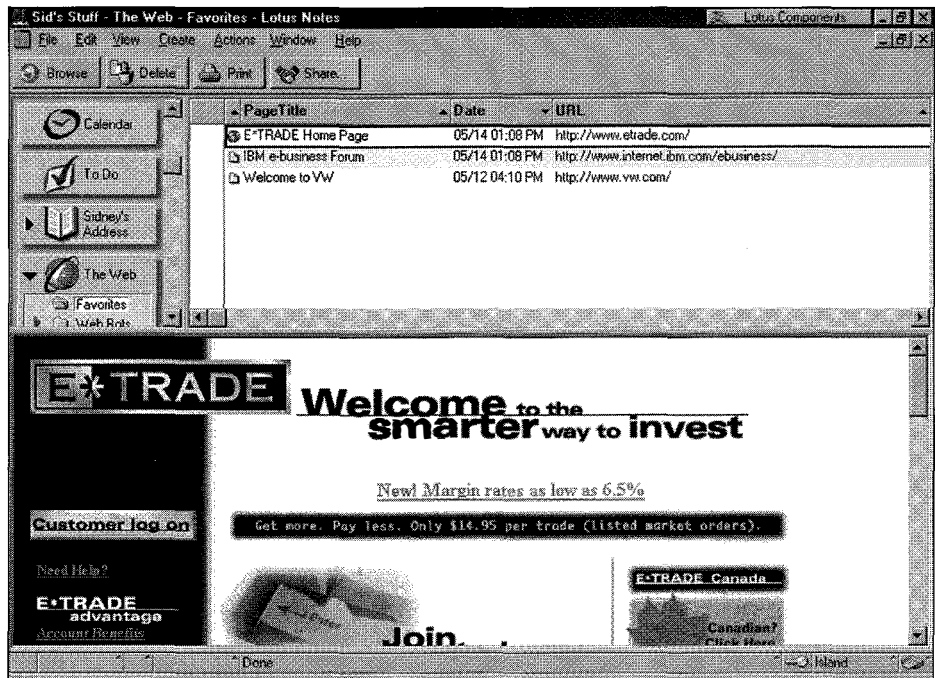 Sid's Stuff - The Web - Favorites - Lotus Notes
Lotus Components
File Edit View Create Actions Window Help
Browse Delete Print Share...
Calendar
To Do
Sidney's Address
The Web
Favorites
Web Bots
PageTitle Date URL
E*TRADE Home Page 05/14 01:08 PM http://www.etrade.com/
IBM e-business Forum 05/14 01:08 PM http://www.internet.ibm.com/ebusiness/
Welcome to VW 05/12 04:10 PM http://www.vw.com/
E*TRADE
Welcome to the
smarter way to invest
New! Margin rates as low as 6.5%
Customer log on
Get more. Pay less. Only $14.95 per trade (listed market orders).
Need Help?
E*TRADE
advantage
Account Benefits
Join. . .
E*TRADE Canada
Canadian?
Click Here
Done
Island